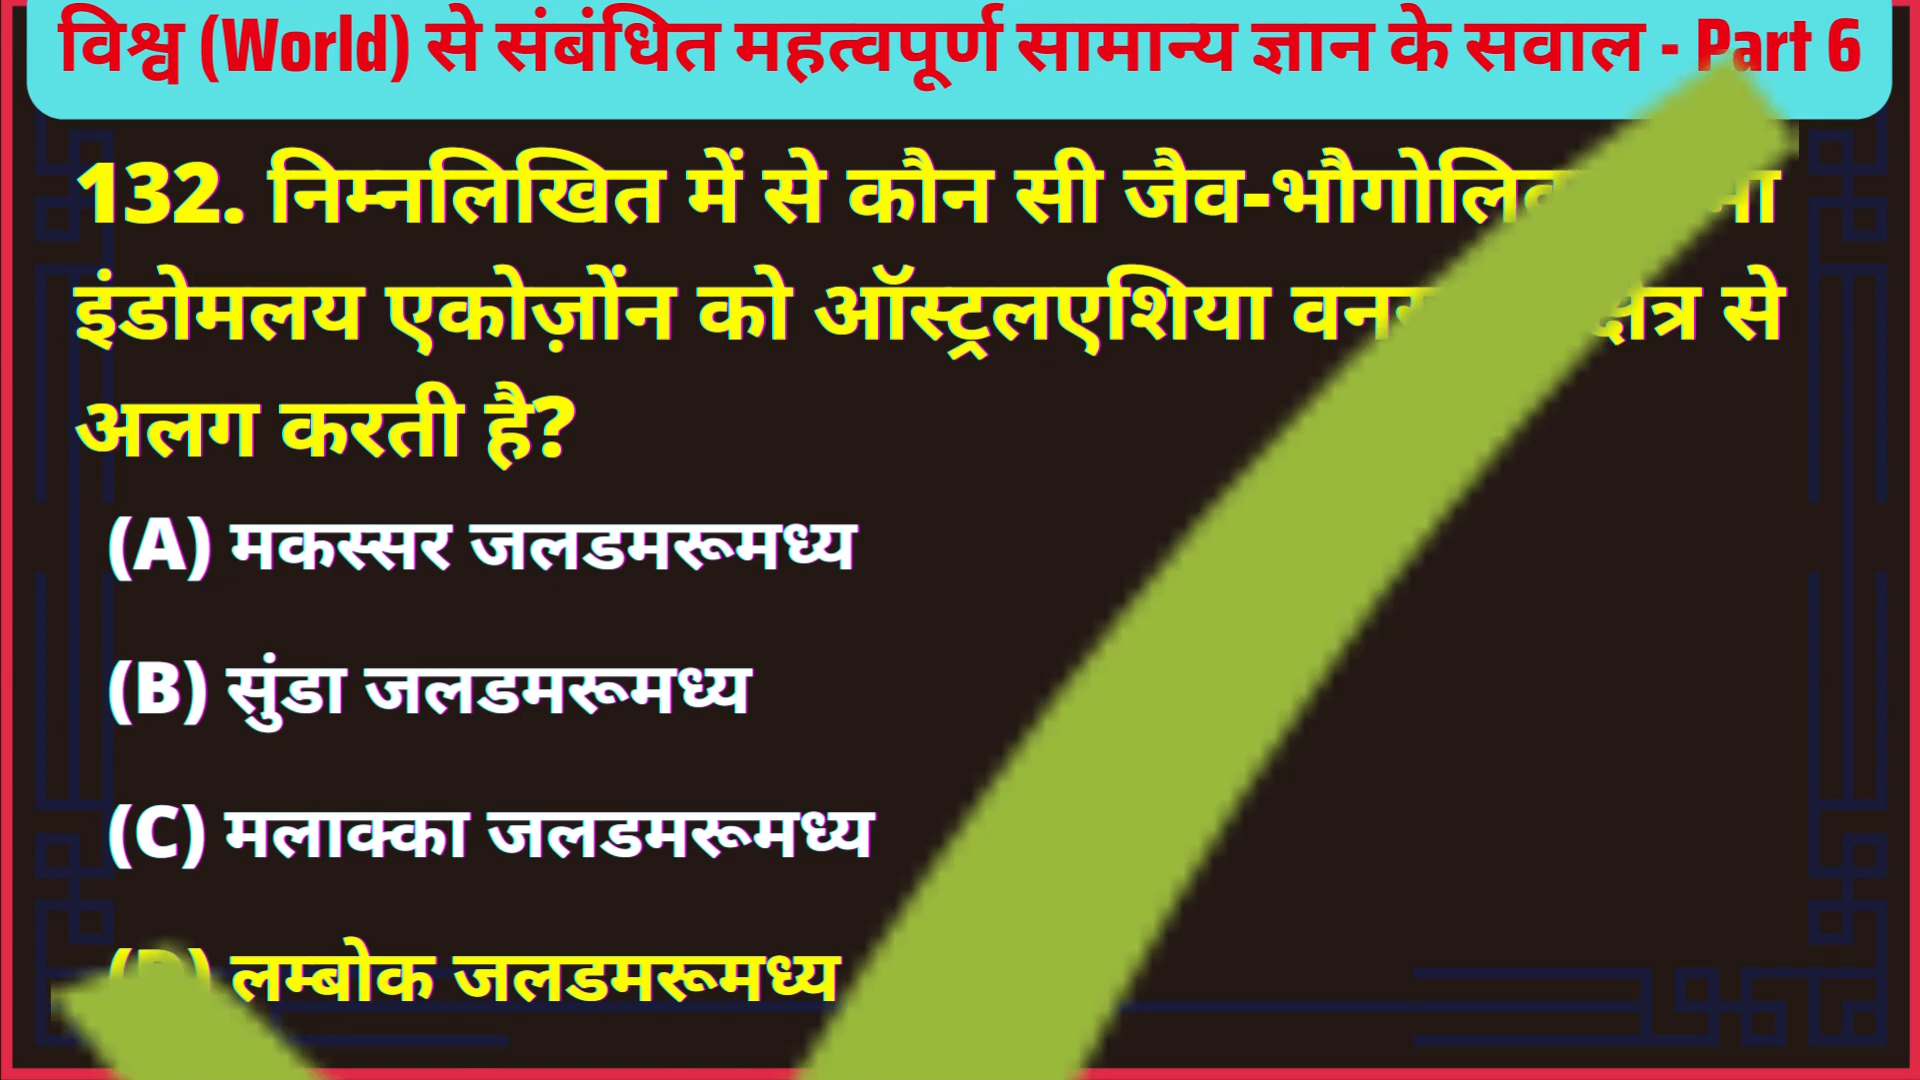 विश्व (World) से संबंधित महत्वपूर्ण सामान्य ज्ञान के सवाल - Part 6
132. निम्नलिखित में से कौन सी जैव-भौगोलिक
इंडोमलय एकोज़ोंन को ऑस्ट्रलएशिया से
अलग करती है?
(A) मकस्सर जलडमरूमध्य
(B) सुंडा जलडमरूमध्य
(C) मलाक्का जलडमरूमध्य
(D) लम्बोक जलडमरूमध्य